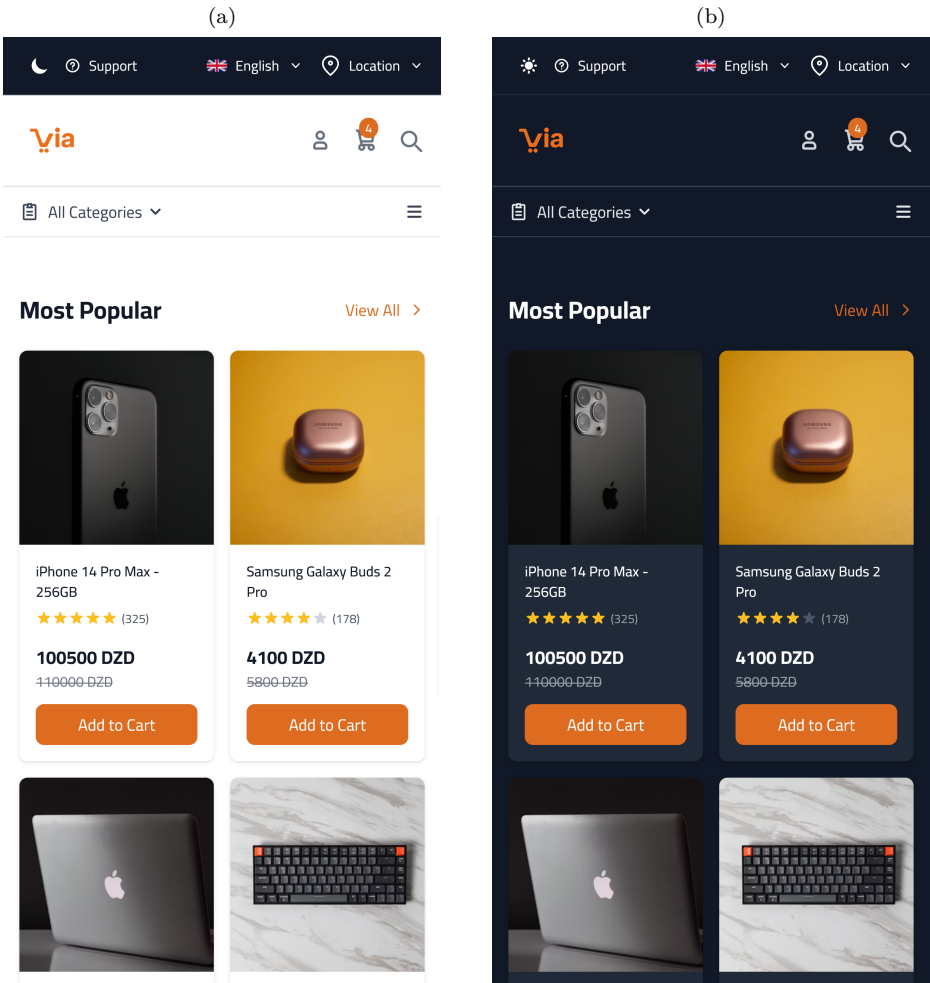 (a)
Support English Location
Via
4
All Categories
Most Popular View All
SAMSUNG
iPhone 14 Pro Max -
256GB
(325)
100500 DZD
110000 DZD
Add to Cart
Samsung Galaxy Buds 2
Pro
(178)
4100 DZD
5800 DZD
Add to Cart
(b)
Support English Location
Via
4
All Categories
Most Popular View All
SAMSUNG
iPhone 14 Pro Max -
256GB
(325)
100500 DZD
110000 DZD
Add to Cart
Samsung Galaxy Buds 2
Pro
(178)
4100 DZD
5800 DZD
Add to Cart